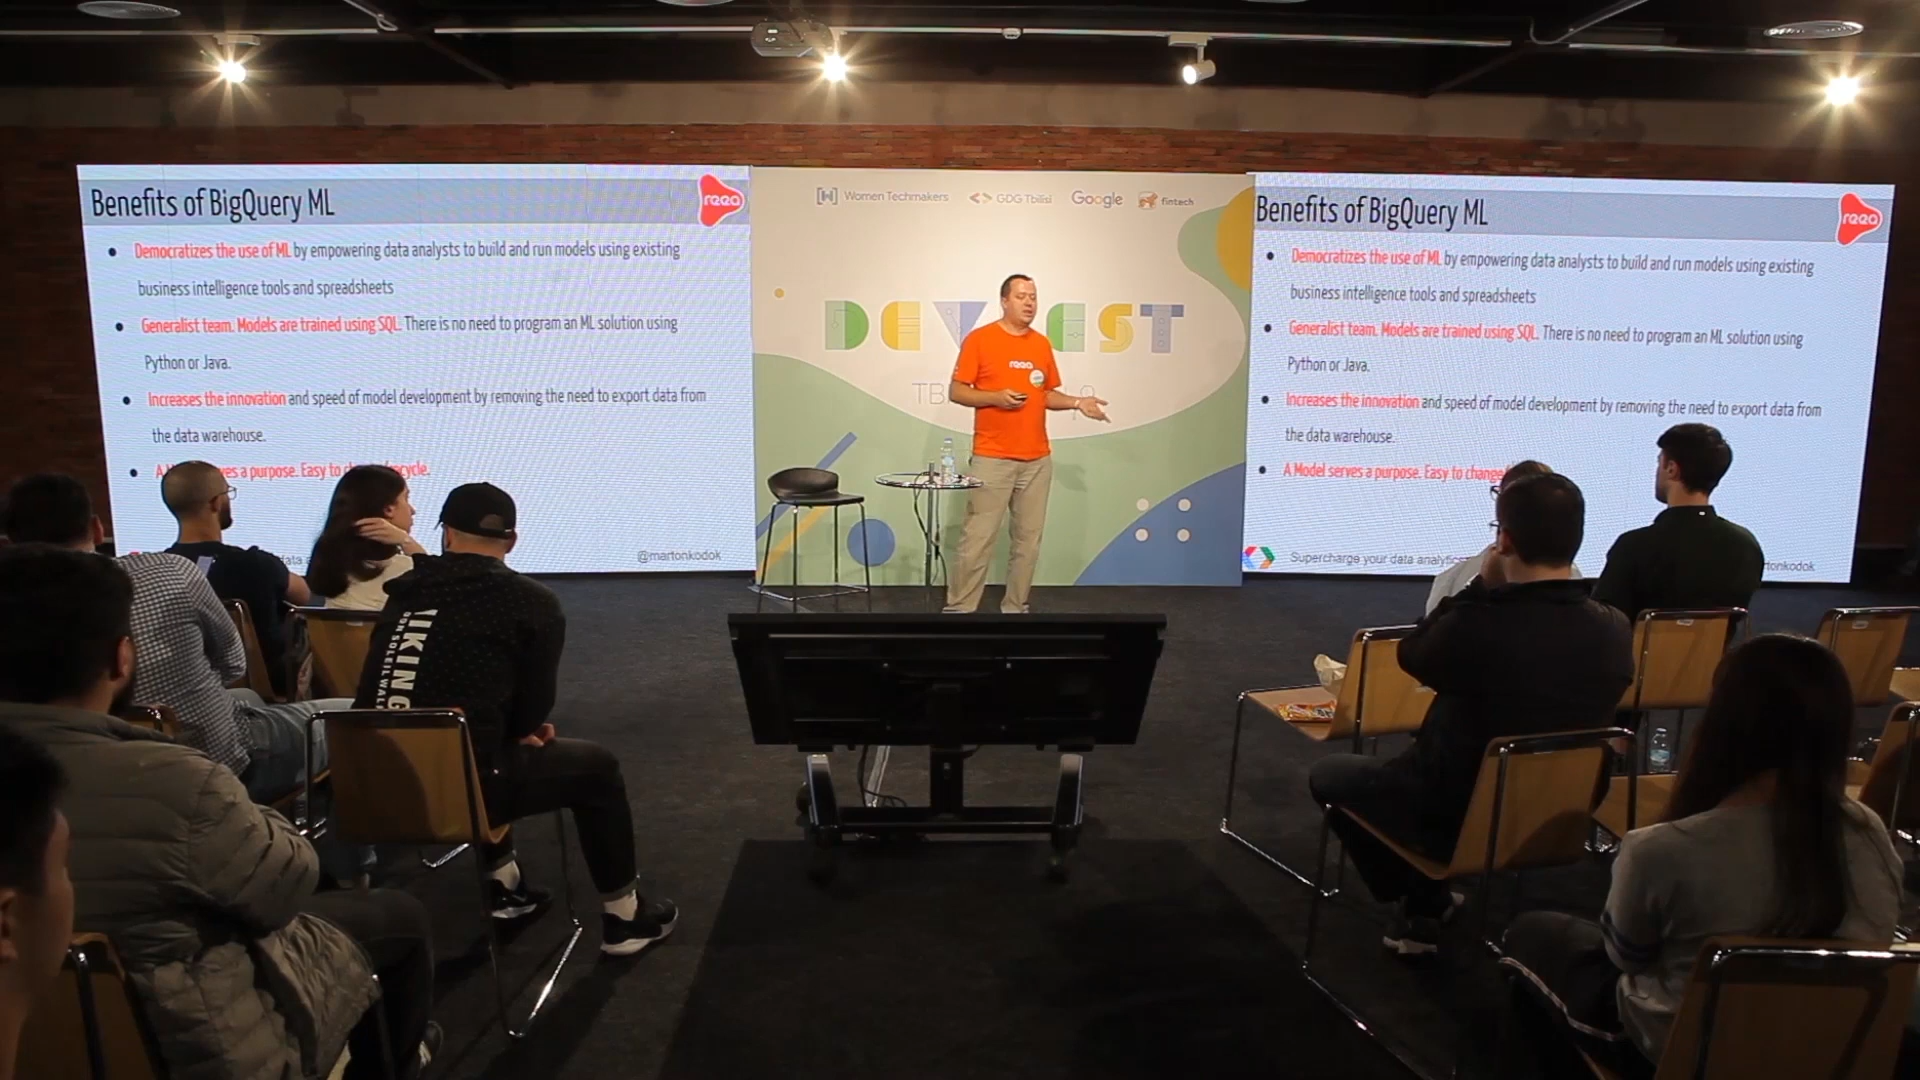 Benefits of BigQuery ML
reea
Democratizes the use of ML by empowering data analysts to build and run models using existing
business intelligence tools and spreadsheets
Generalist team. Models are trained using SQL. There is no need to program an ML solution using
Python or Java.
Increases the innovation and speed of model development by removing the need to export data from
the data warehouse.
purpose. Easy to
@martonkodok
Women Techmakers
GDG Tbilisi
Google
fintech
reea
Benefits of BigQuery ML
reea
Democratizes the use of ML by empowering data analysts to build and run models using existing
business intelligence tools and spreadsheets
Generalist team. Models are trained using SQL. There is no need to program an ML solution using
Python or Java.
Increases the innovation and speed of model development by removing the need to export data from
the data warehouse.
A Model serves a purpose. Easy to change
Supercharge your data analytics
VIKING